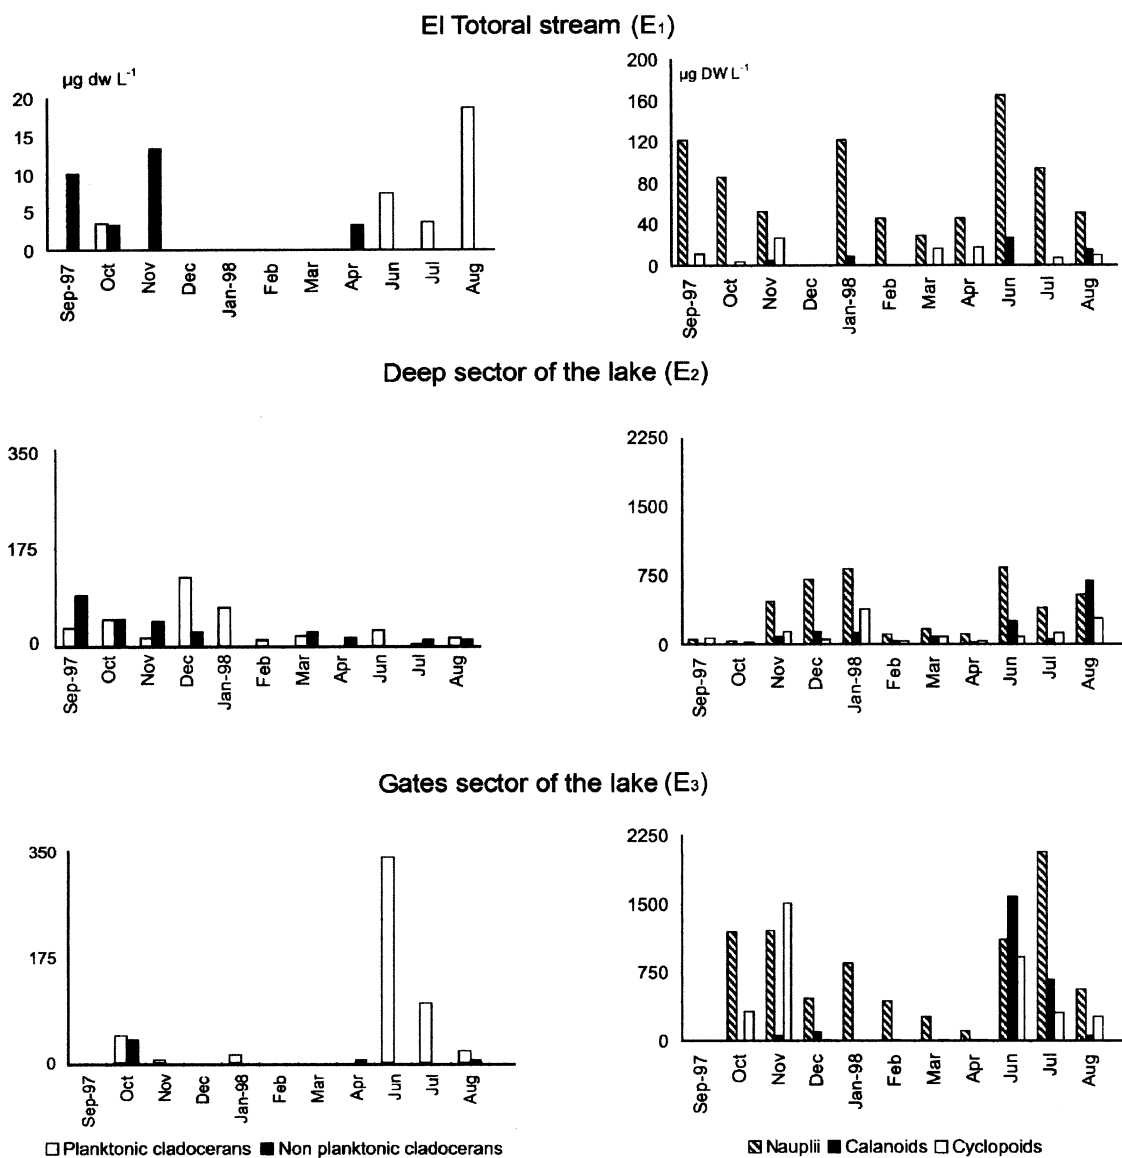 El Totoral stream (E1)
µg dw L-1
20
15
10
5
0
Sep-97
Oct
Nov
Dec
Jan-98
Feb
Mar
Apr
Jun
Jul
Aug
µg DW L-1
200
160
120
80
40
0
Sep-97
Oct
Nov
Dec
Jan-98
Feb
Mar
Apr
Jun
Jul
Aug
Deep sector of the lake (E2)
350
175
0
Sep-97
Oct
Nov
Dec
Jan-98
Feb
Mar
Apr
Jun
Jul
Aug
2250
1500
750
0
Sep-97
Oct
Nov
Dec
Jan-98
Feb
Mar
Apr
Jun
Jul
Aug
Gates sector of the lake (E3)
350
175
0
Sep-97
Oct
Nov
Dec
Jan-98
Feb
Mar
Apr
Jun
Jul
Aug
Planktonic cladocerans Non planktonic cladocerans
2250
1500
750
0
Sep-97
Oct
Nov
Dec
Jan-98
Feb
Mar
Apr
Jun
Jul
Aug
Nauplii Calanoids Cyclopoids